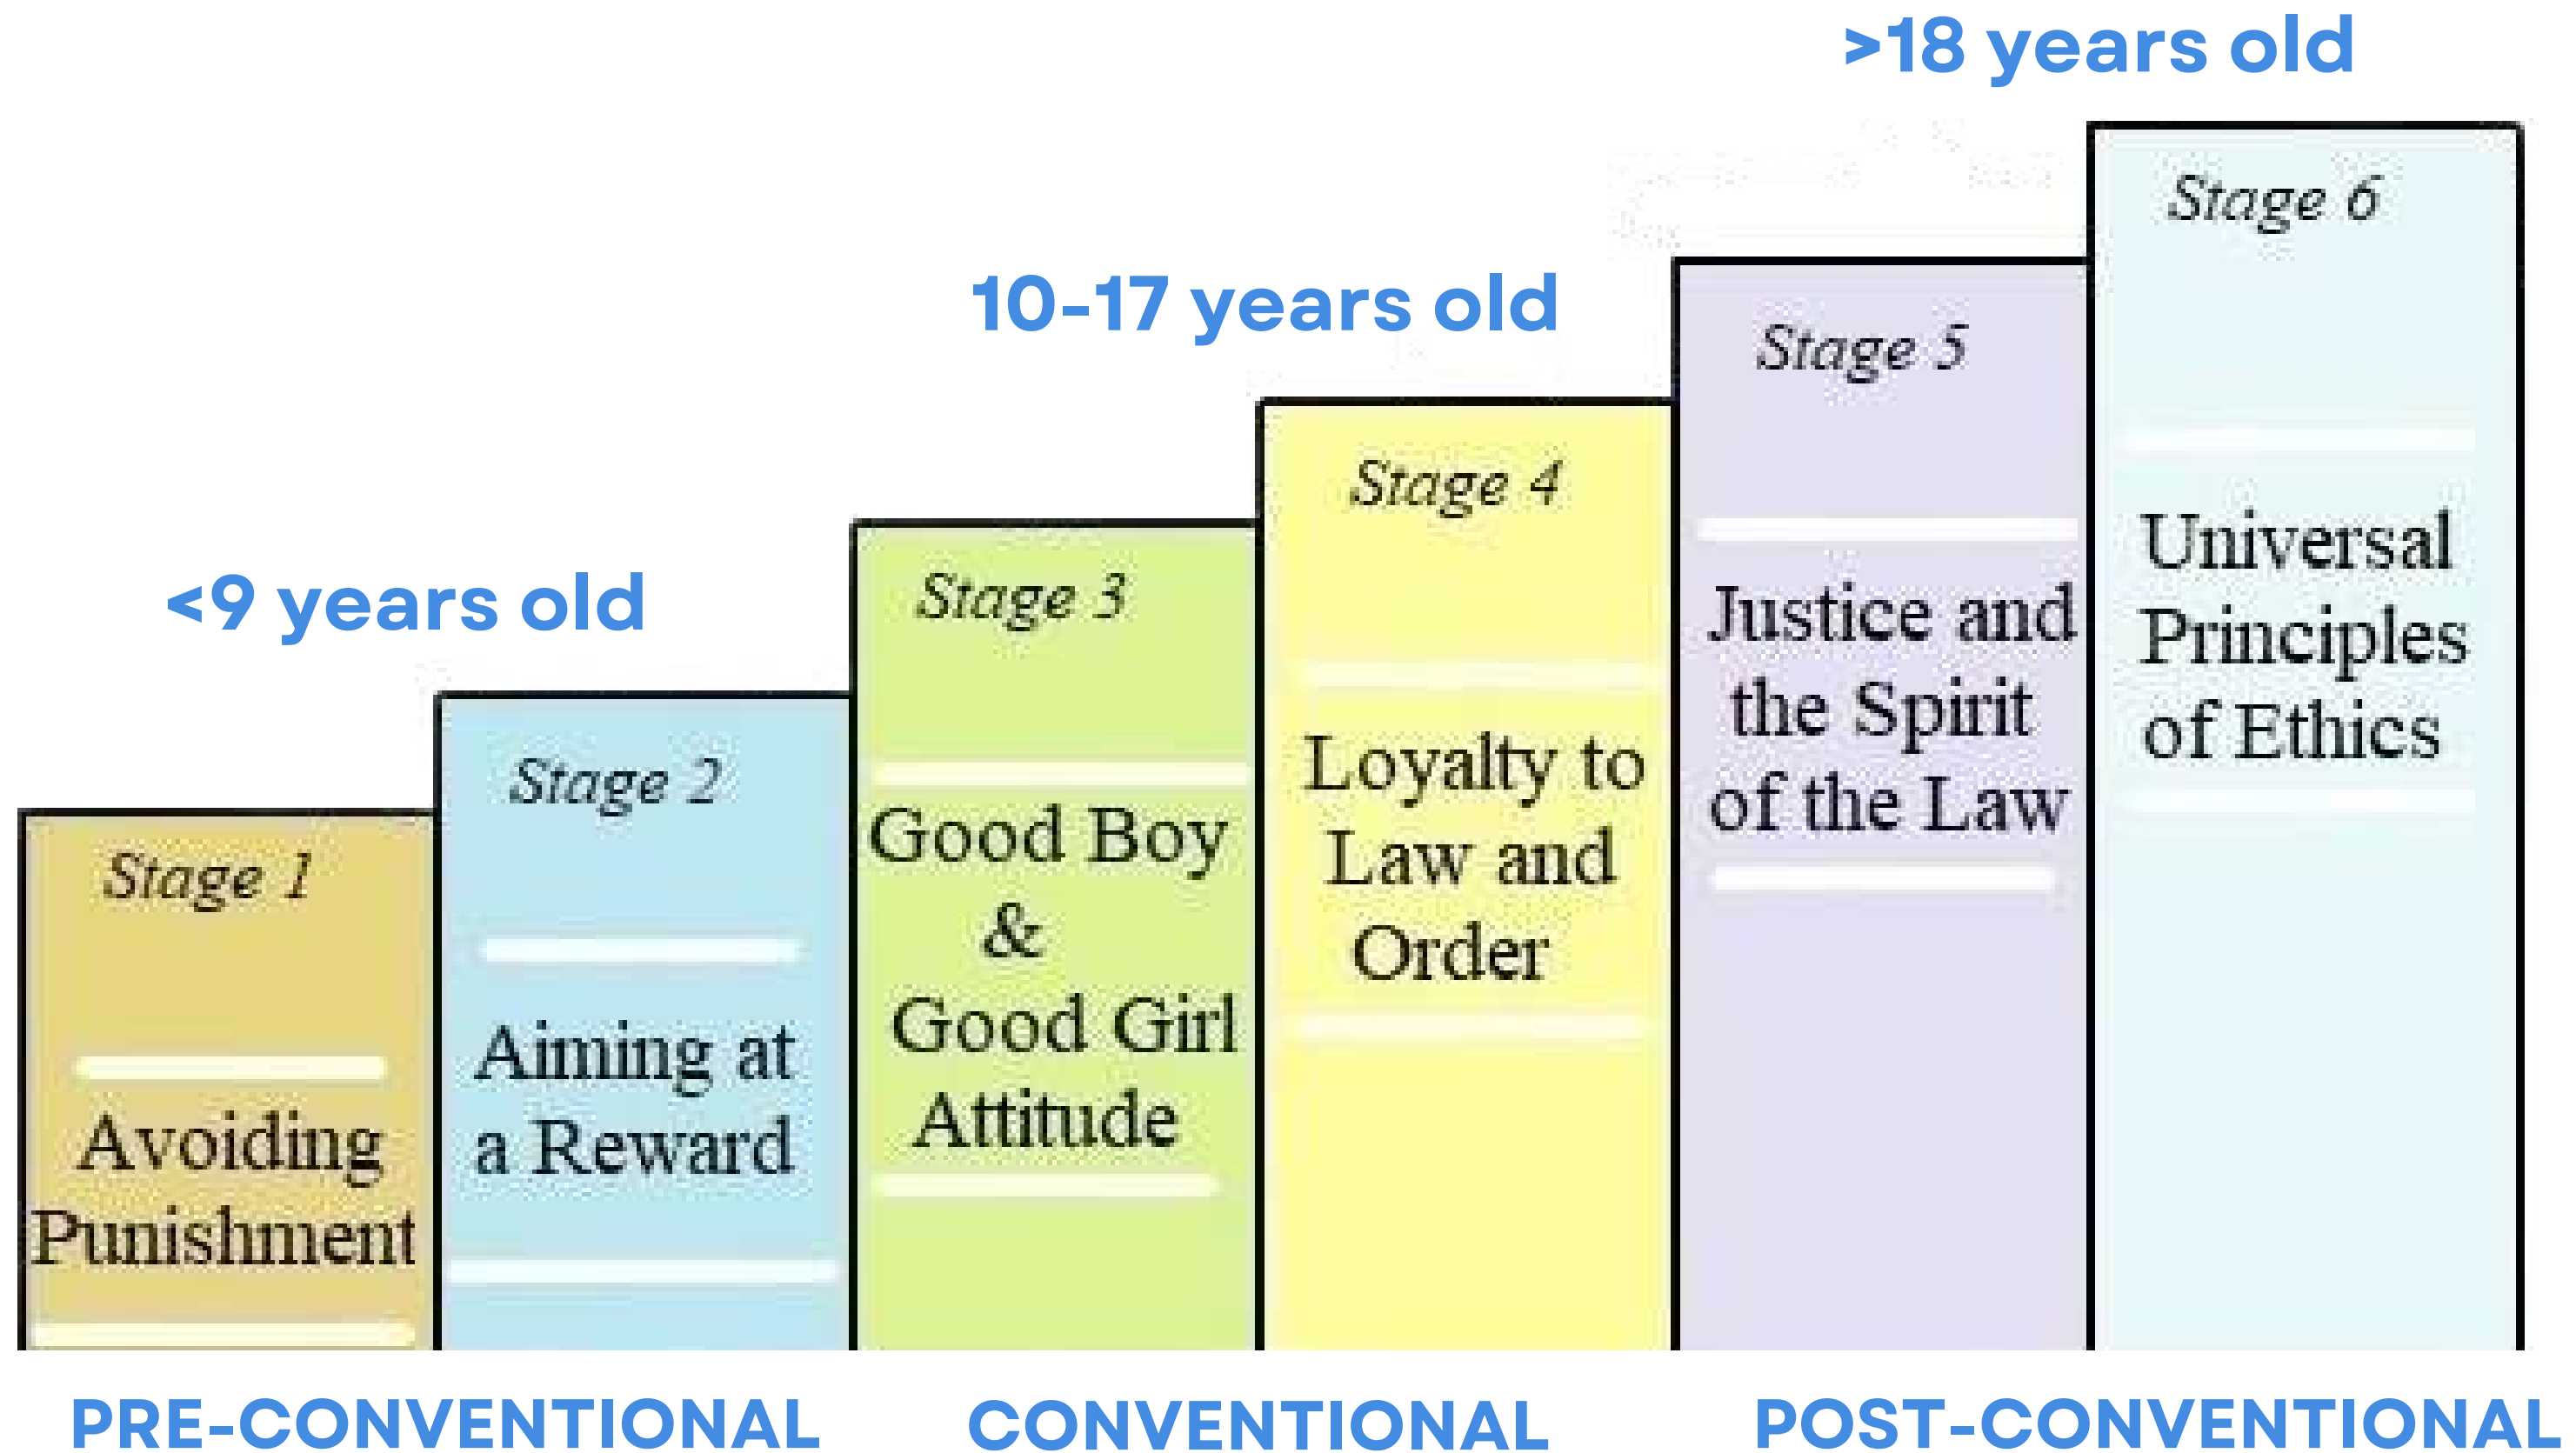 >18 years old
10-17 years old
<9 years old
Stage 1
Avoiding
Punishment
Stage 2
Aiming at
a Reward
Stage 3
Good Boy
&
Good Girl
Attitude
Stage 4
Loyalty to
Law and
Order
Stage 5
Justice and
the Spirit
of the Law
Stage 6
Universal
Principles
of Ethics
PRE-CONVENTIONAL
CONVENTIONAL
POST-CONVENTIONAL